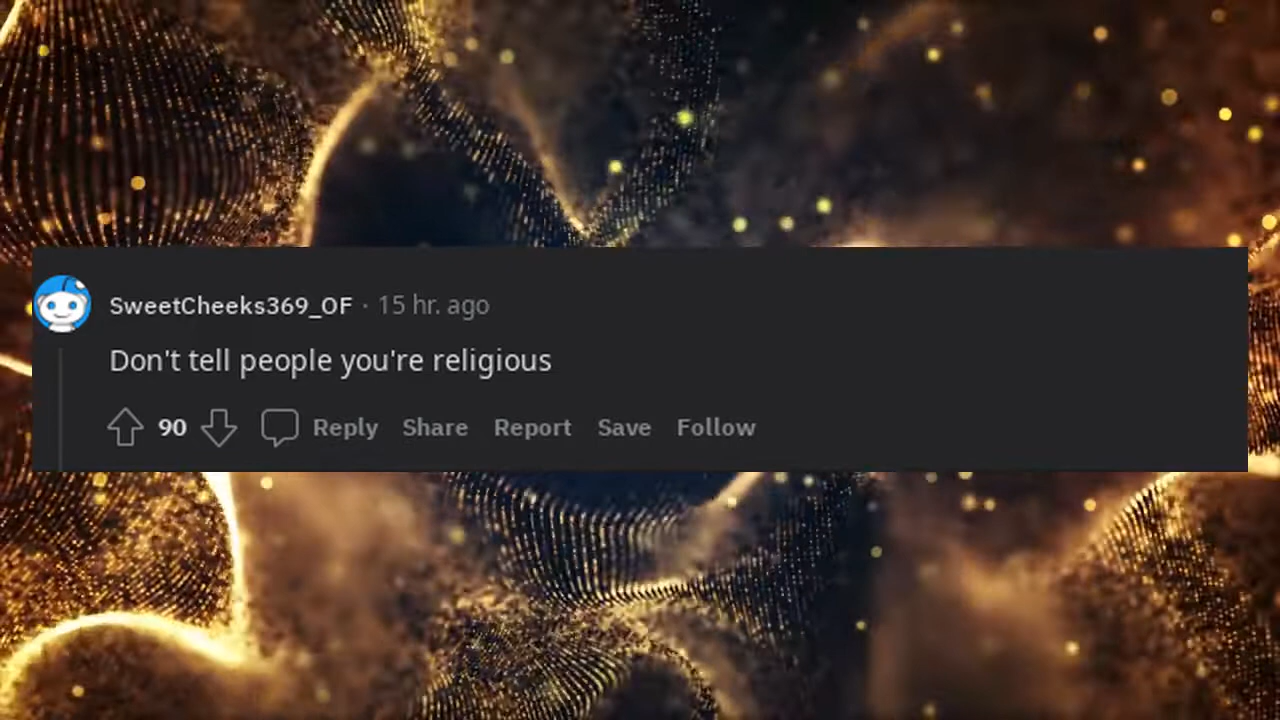 SweetCheeks369_OF · 15 hr. ago
Don't tell people you're religious
90 Reply Share Report Save Follow